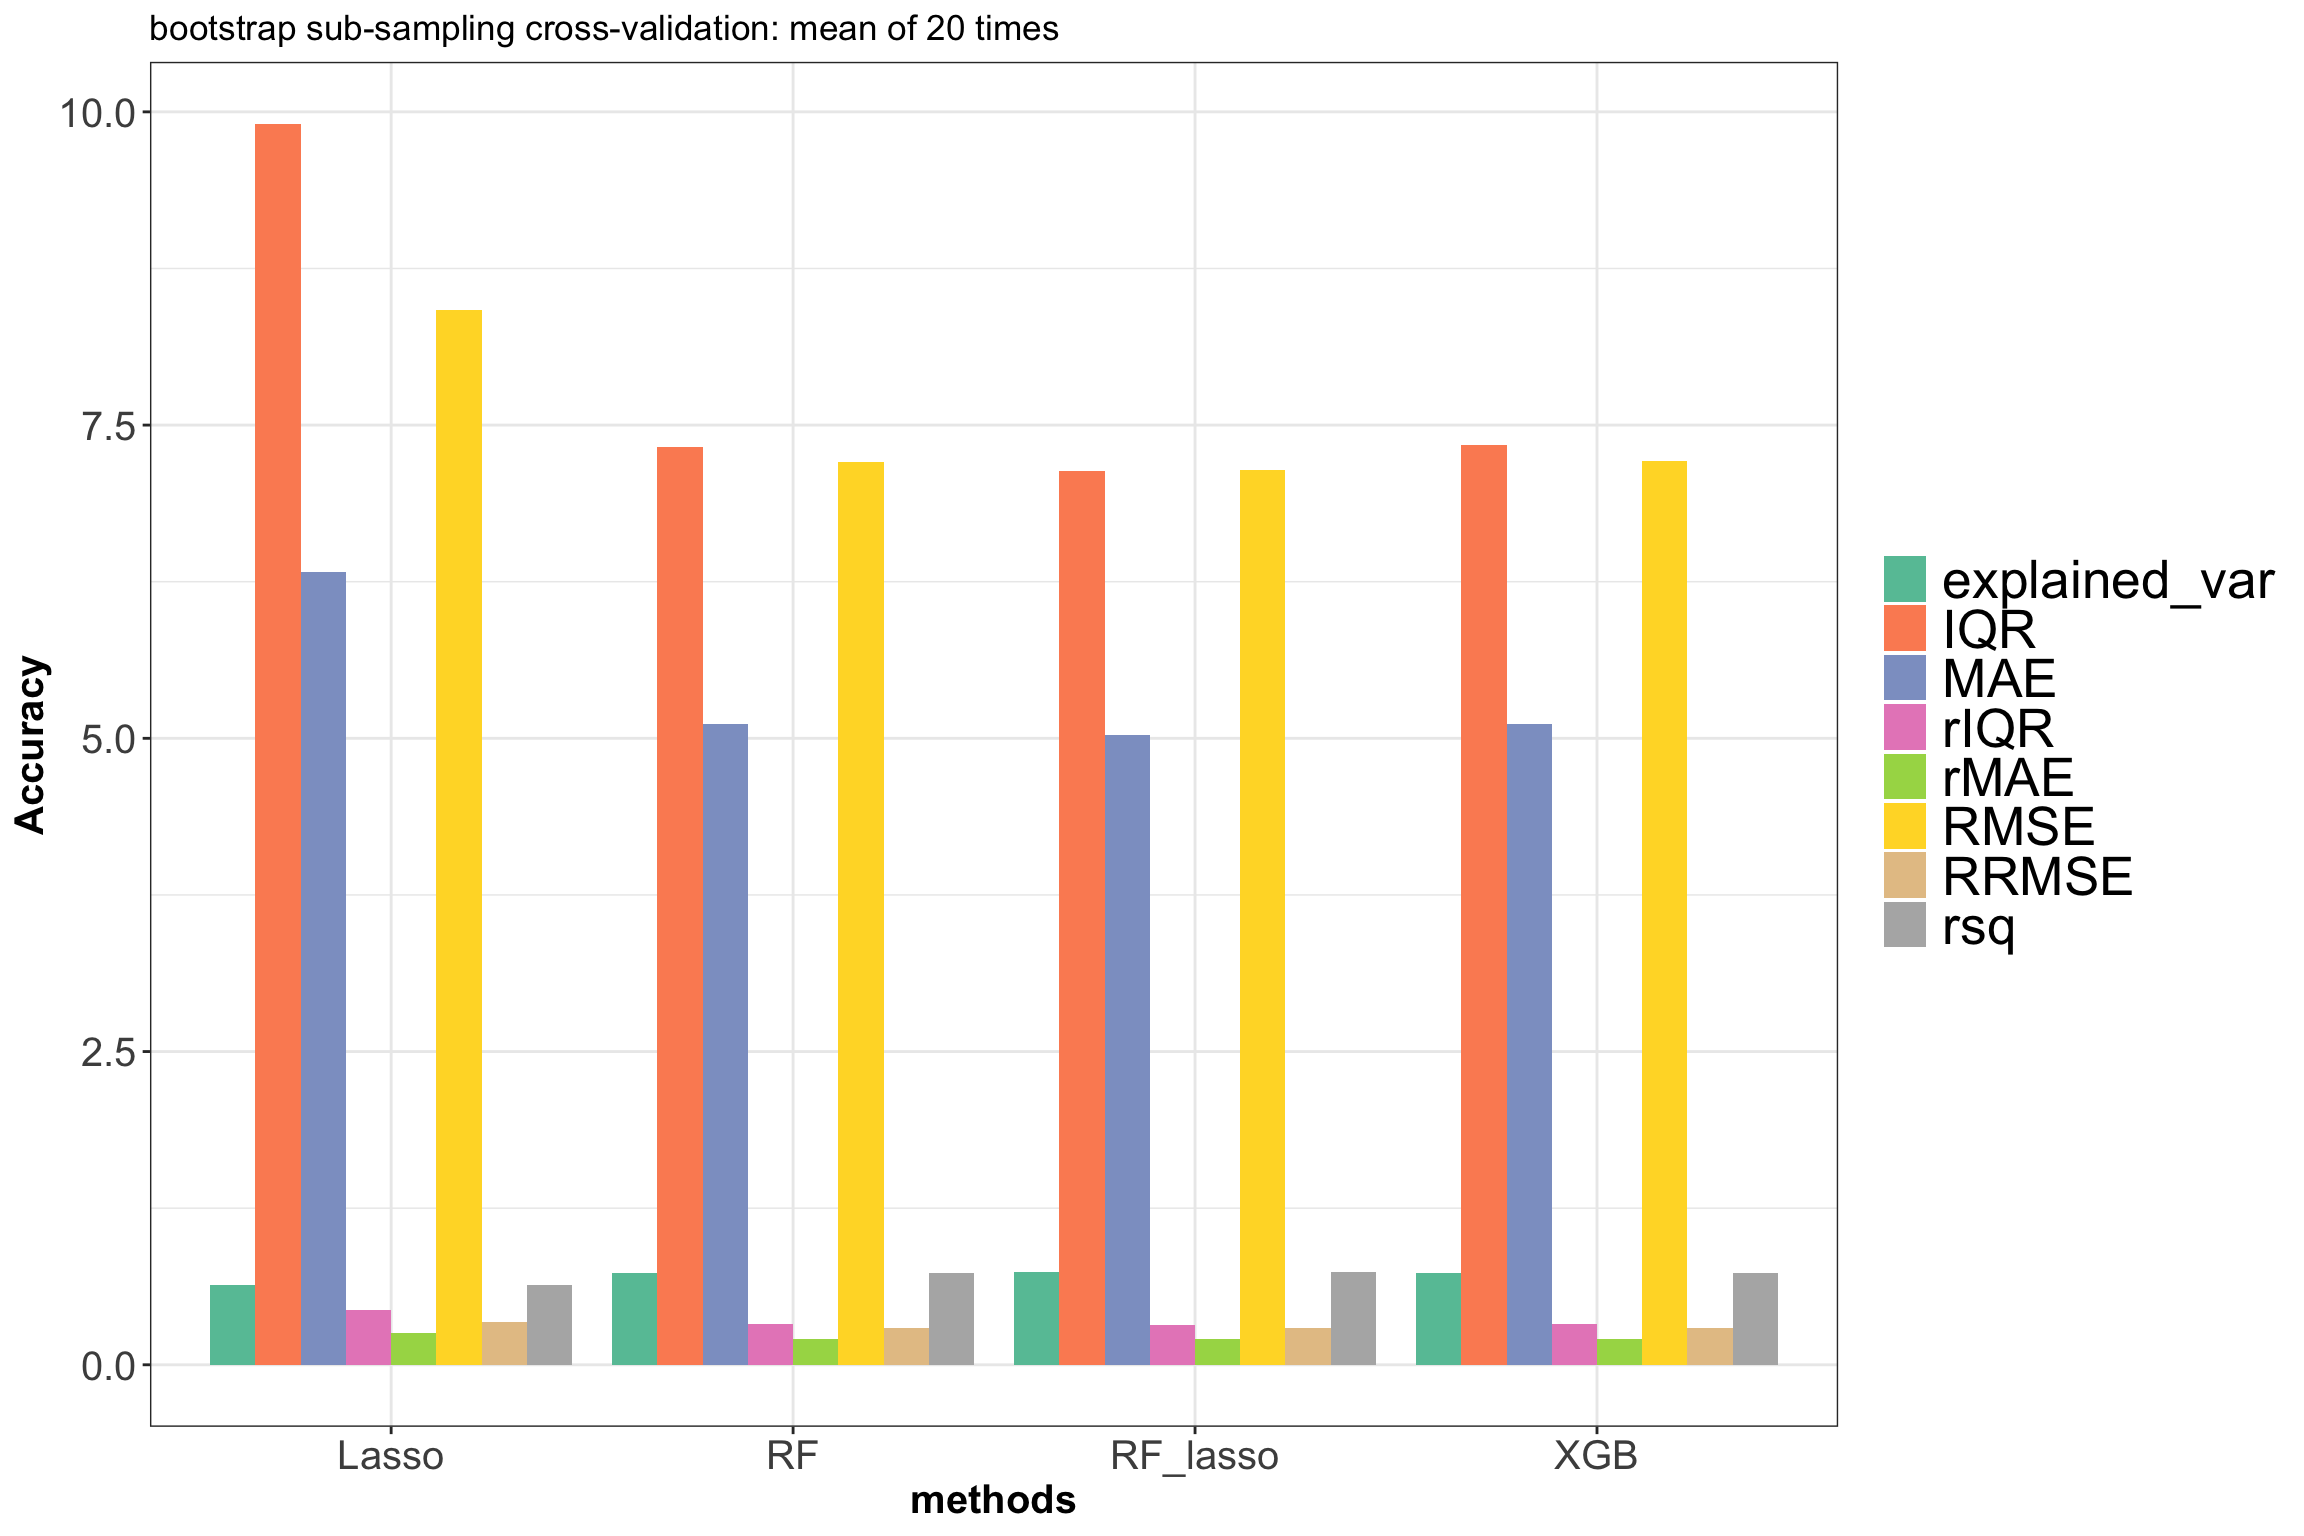 bootstrap sub-sampling cross-validation: mean of 20 times
10.0
7.5
5.0
2.5
0.0
Accuracy
Lasso
RF
RF_lasso
XGB
methods
explained_var
IQR
MAE
rIQR
rMAE
RMSE
RRMSE
rsq